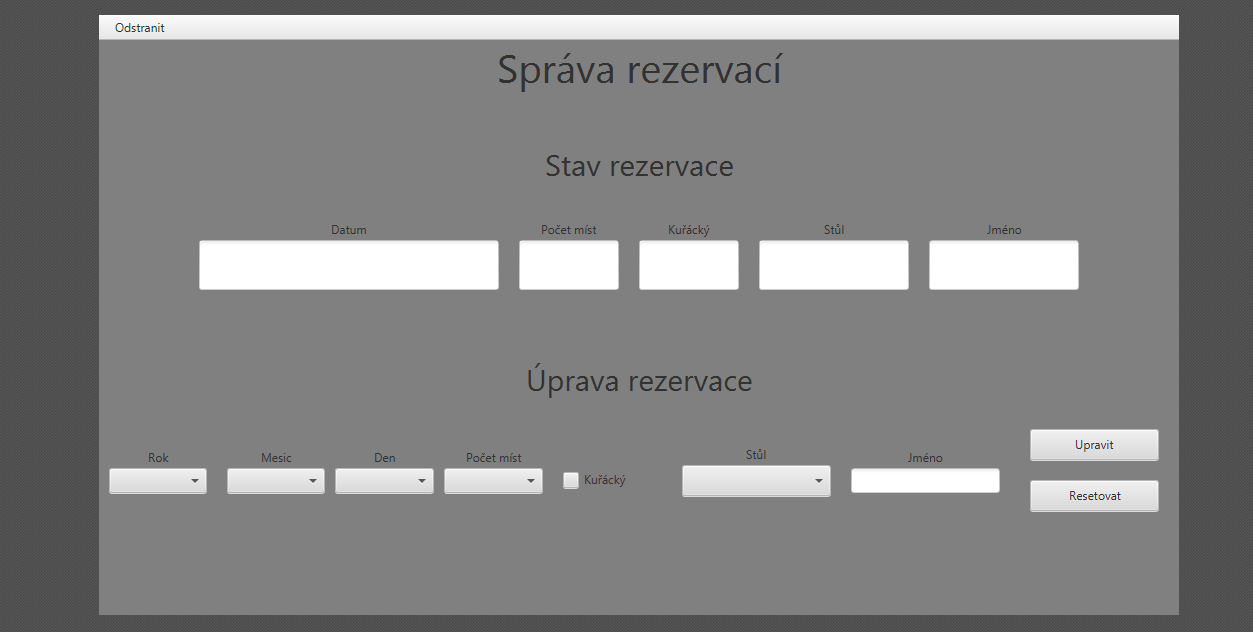 Odstranit
Správa rezervací
Stav rezervace
Datum
Počet míst
Kuřácký
Stůl
Jméno
Úprava rezervace
Rok
Mesic
Den
Počet míst
Kuřácký
Stůl
Jméno
Upravit
Resetovat